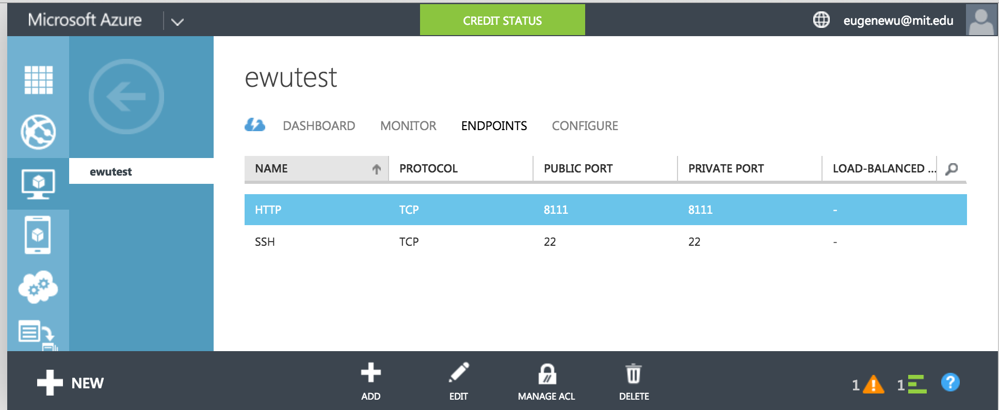 Microsoft Azure
CREDIT STATUS
eugenewu@mit.edu
ewutest
ewutest
DASHBOARD MONITOR ENDPOINTS CONFIGURE
NAME PROTOCOL PUBLIC PORT PRIVATE PORT LOAD-BALANCED ...
HTTP TCP 8111 8111 -
SSH TCP 22 22 -
NEW
ADD
EDIT
MANAGE ACL
DELETE
1
1
?